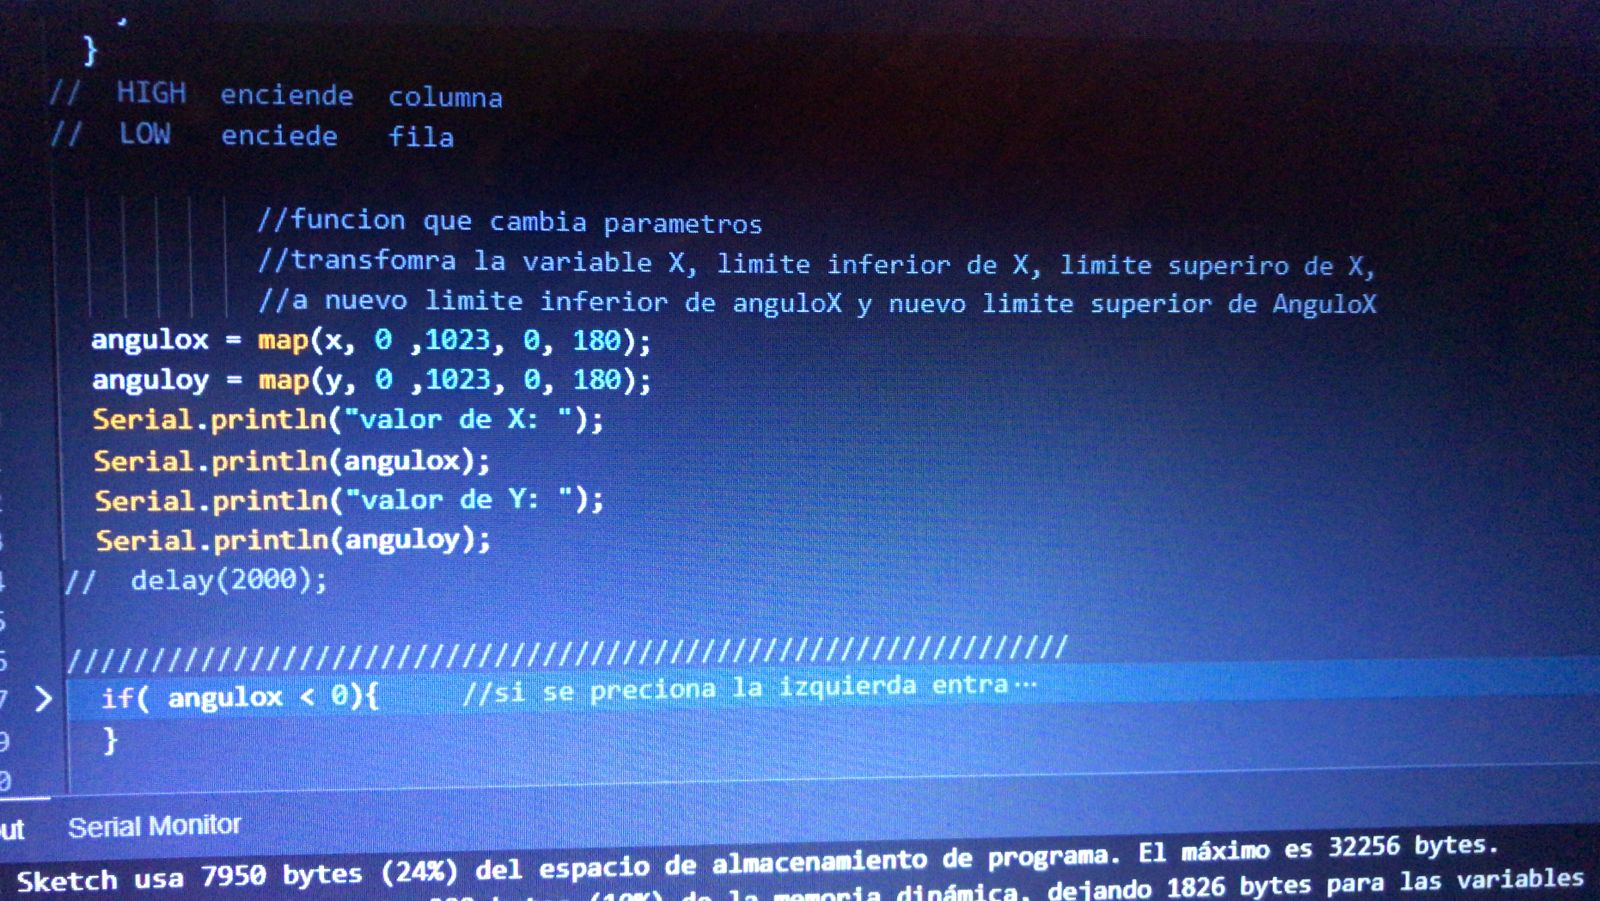 }
// HIGH enciende columna
// LOW enciede fila
//funcion que cambia parametros
//transfomra la variable X, limite inferior de X, limite superiro de X,
//a nuevo limite inferior de anguloX y nuevo limite superior de AnguloX
angulox = map(x, 0 ,1023, 0, 180);
anguloy = map(y, 0 ,1023, 0, 180);
Serial.println("valor de X: ");
Serial.println(angulox);
Serial.println("valor de Y: ");
Serial.println(anguloy);
// delay(2000);
/////////////////////////////////////////////////////////////
if( angulox < 0){ //si se preciona la izquierda entra···
}
ut Serial Monitor
Sketch usa 7950 bytes (24%) del espacio de almacenamiento de programa. El máximo es 32256 bytes.
(10%) de la memoria dinámica, dejando 1826 bytes para las variables